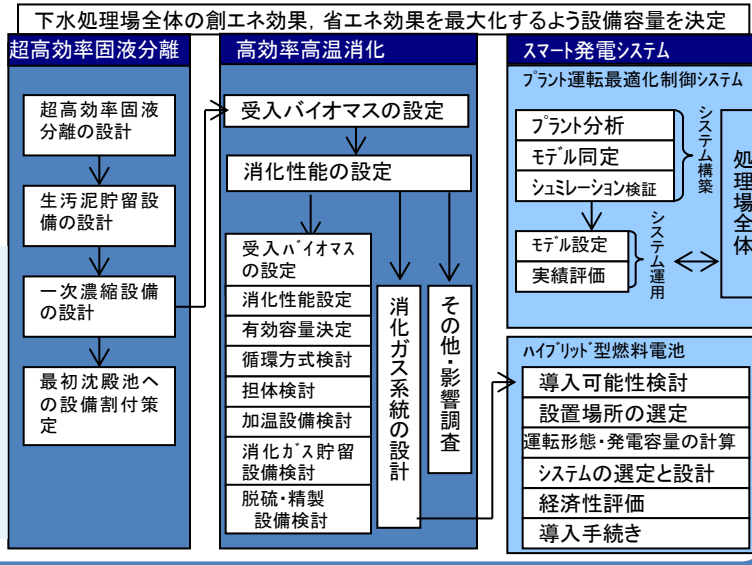 下水処理場全体の創エネ効果，省エネ効果を最大化するよう設備容量を決定
超高効率固液分離
超高効率固液
分離の設計
生汚泥貯留設
備の設計
一次濃縮設備
の設計
最初沈殿池へ
の設備割付策
定
高効率高温消化
受入バイオマスの設定
消化性能の設定
受入バイオマス
の設定
消化性能設定
有効容量決定
循環方式検討
担体検討
加温設備検討
消化ガス貯留
設備検討
脱硫・精製
設備検討
消化ガス系統の設計
その他・影響調査
スマート発電システム
プラント運転最適化制御システム
プラント分析
モデル同定
シュミレーション検証
システム構築
モデル設定
実績評価
システム運用
処理場全体
ハイブリッド型燃料電池
導入可能性検討
設置場所の選定
運転形態・発電容量の計算
システムの選定と設計
経済性評価
導入手続き